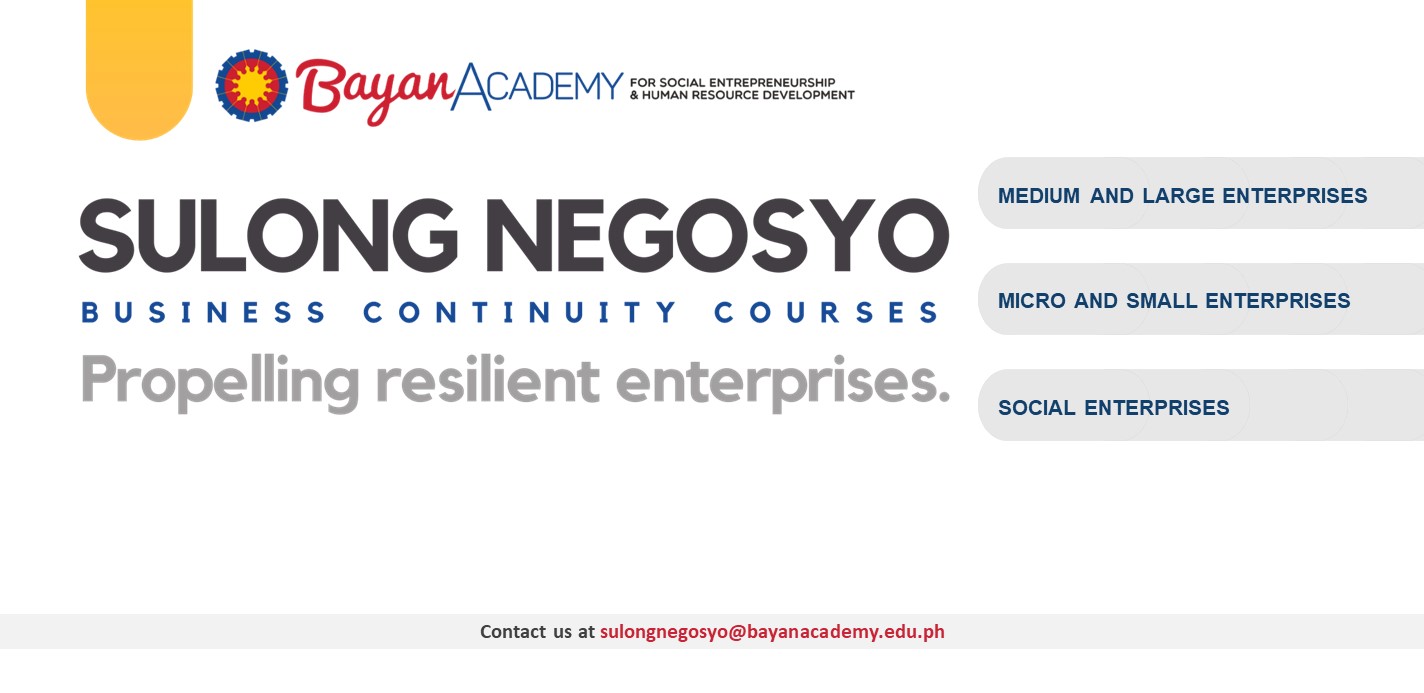 Bayan ACADEMY FOR SOCIAL ENTREPRENEURSHIP
& HUMAN RESOURCE DEVELOPMENT
SULONG NEGOSYO
BUSINESS CONTINUITY COURSES
Propelling resilient enterprises.
MEDIUM AND LARGE ENTERPRISES
MICRO AND SMALL ENTERPRISES
SOCIAL ENTERPRISES
Contact us at sulongnegosyo@bayanacademy.edu.ph